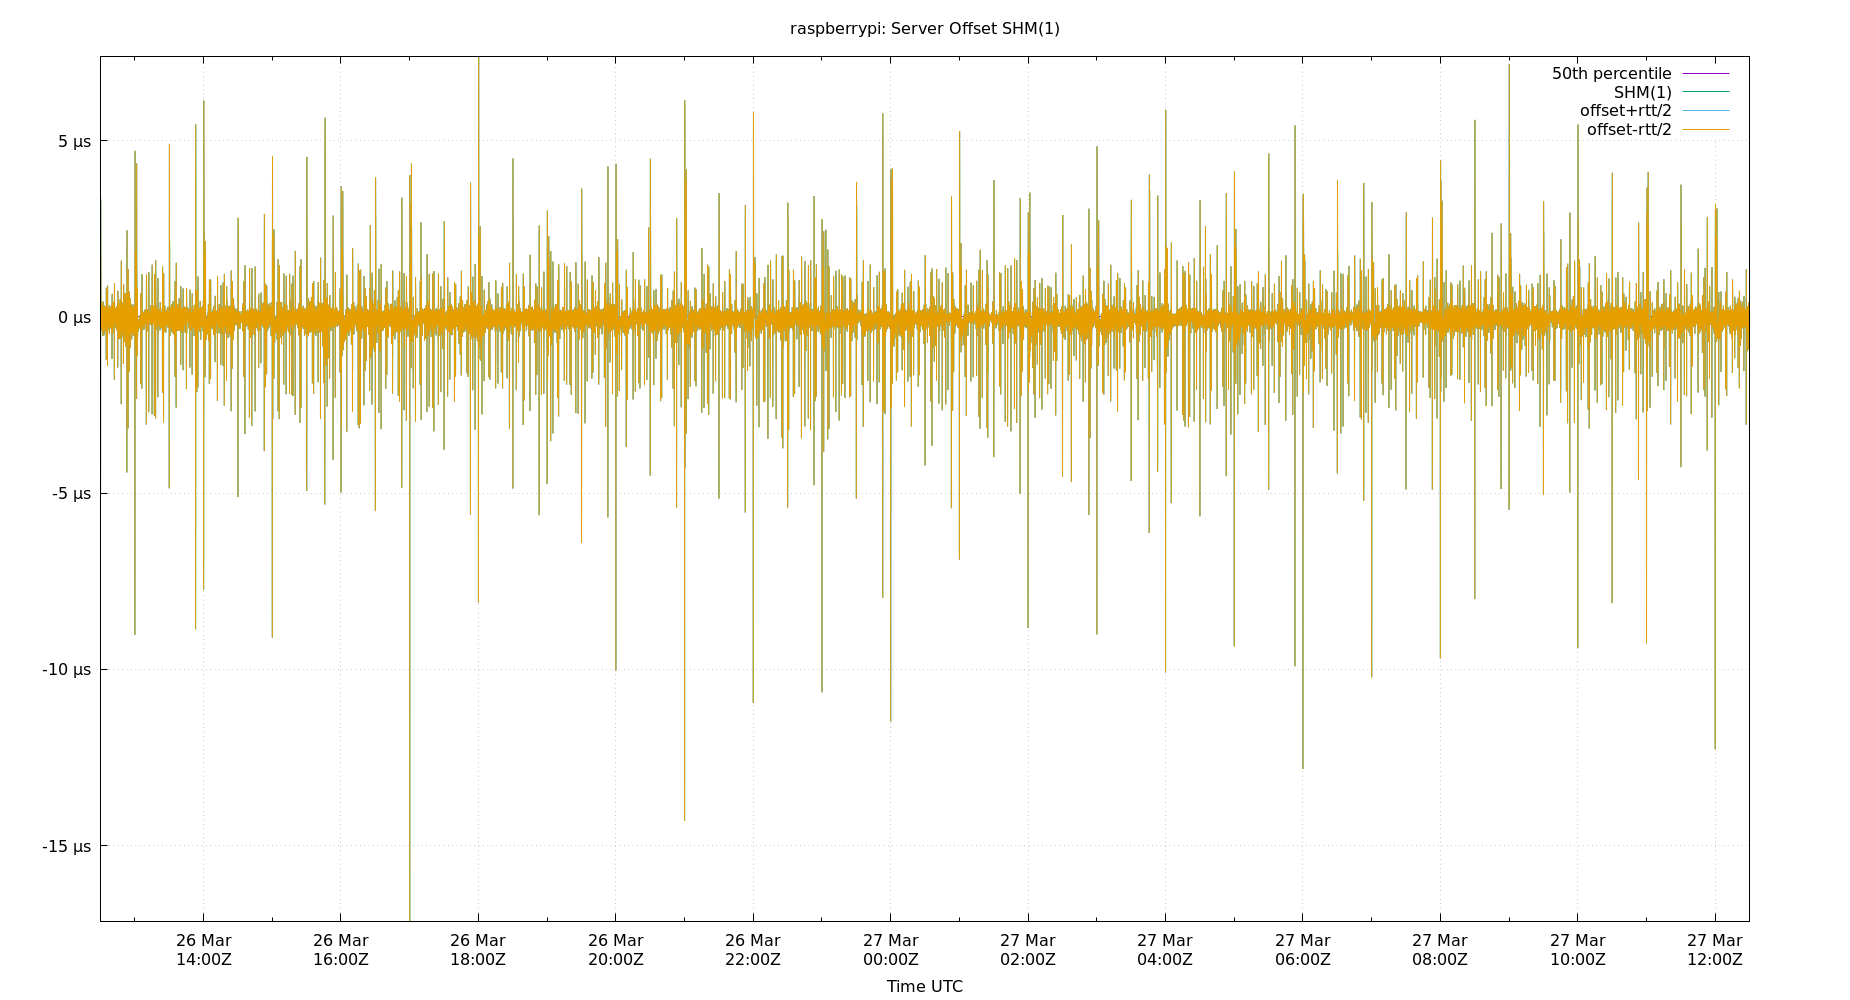 raspberrypi: Server Offset SHM(1)
50th percentile
SHM(1)
offset+rtt/2
offset-rtt/2
5 µs
0 µs
-5 µs
-10 µs
-15 µs
26 Mar 26 Mar 26 Mar 26 Mar 26 Mar 27 Mar 27 Mar 27 Mar 27 Mar 27 Mar 27 Mar 27 Mar
14:00Z 16:00Z 18:00Z 20:00Z 22:00Z 00:00Z 02:00Z 04:00Z 06:00Z 08:00Z 10:00Z 12:00Z
Time UTC